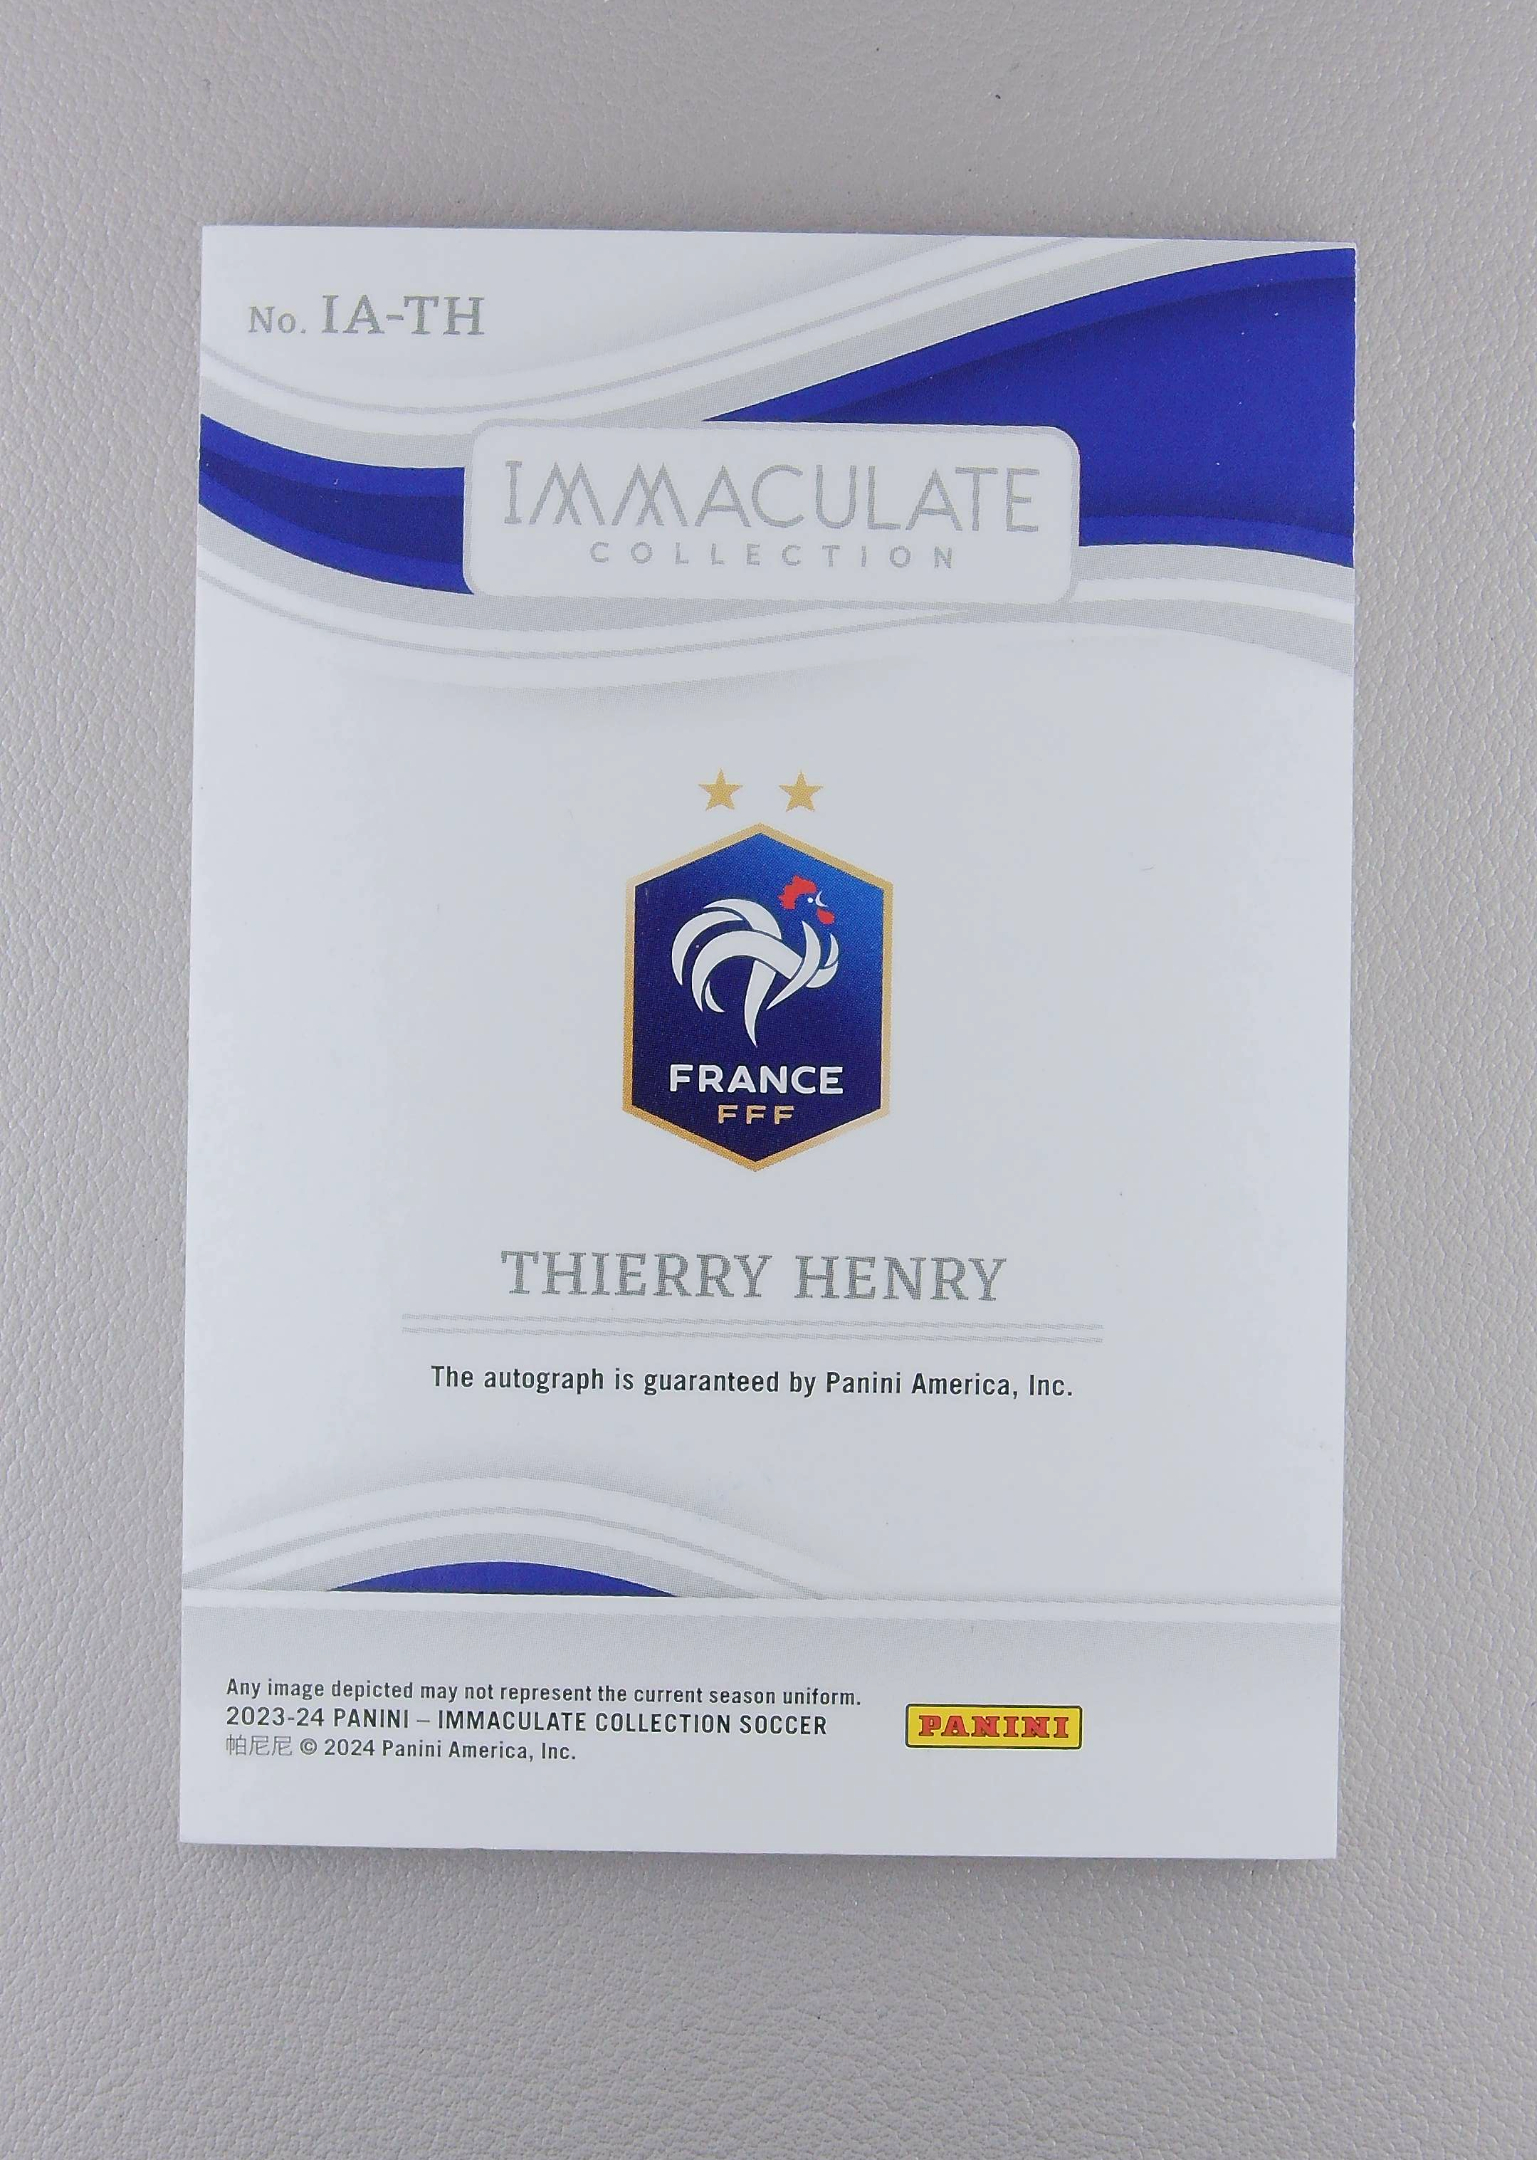 No. IA-TH
IMMACULATE
COLLECTION
FRANCE
FFF
THIERRY HENRY
The autograph is guaranteed by Panini America, Inc.
Any image depicted may not represent the current season uniform.
2023-24 PANINI – IMMACULATE COLLECTION SOCCER
帕尼尼 © 2024 Panini America, Inc.
PANINI